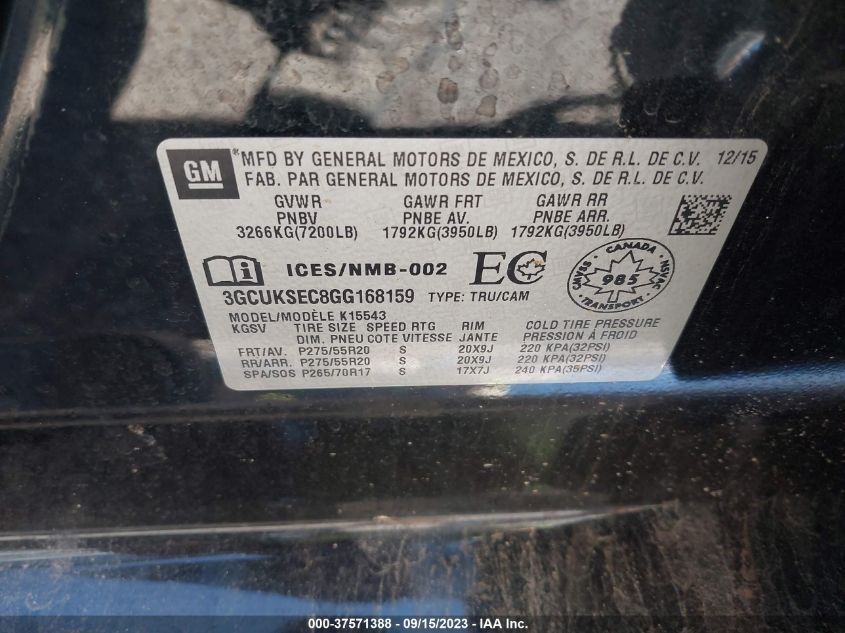 GM
*MFD BY GENERAL MOTORS DE MEXICO, S. DE R.L. DE C.V. 12/15
FAB. PAR GENERAL MOTORS DE MEXICO, S. DE R.L. DE C.V.
GVWR GAWR FRT GAWR RR
PNBV PNBE AV. PNBE ARR.
3266KG(7200LB) 1792KG(3950LB) 1792KG(3950LB)
ICES/NMB-002 EC
CANADA
CMVSS NSVAC
985
TRANSPORT
3GCUKSEC8GG168159 TYPE: TRU/CAM
MODEL/MODÈLE K15543
KGSV TIRE SIZE SPEED RTG RIM COLD TIRE PRESSURE
DIM. PNEU COTE VITESSE JANTE PRESSION À FROID
FRT/AV. P275/55R20 S 20X9J 220 KPA(32PSI)
RR/ARR. P275/55R20 S 20X9J 220 KPA(32PSI)
SPA/SOS P265/70R17 S 17X7J 240 KPA(35PSI)
000-37571388 - 09/15/2023 - IAA Inc.